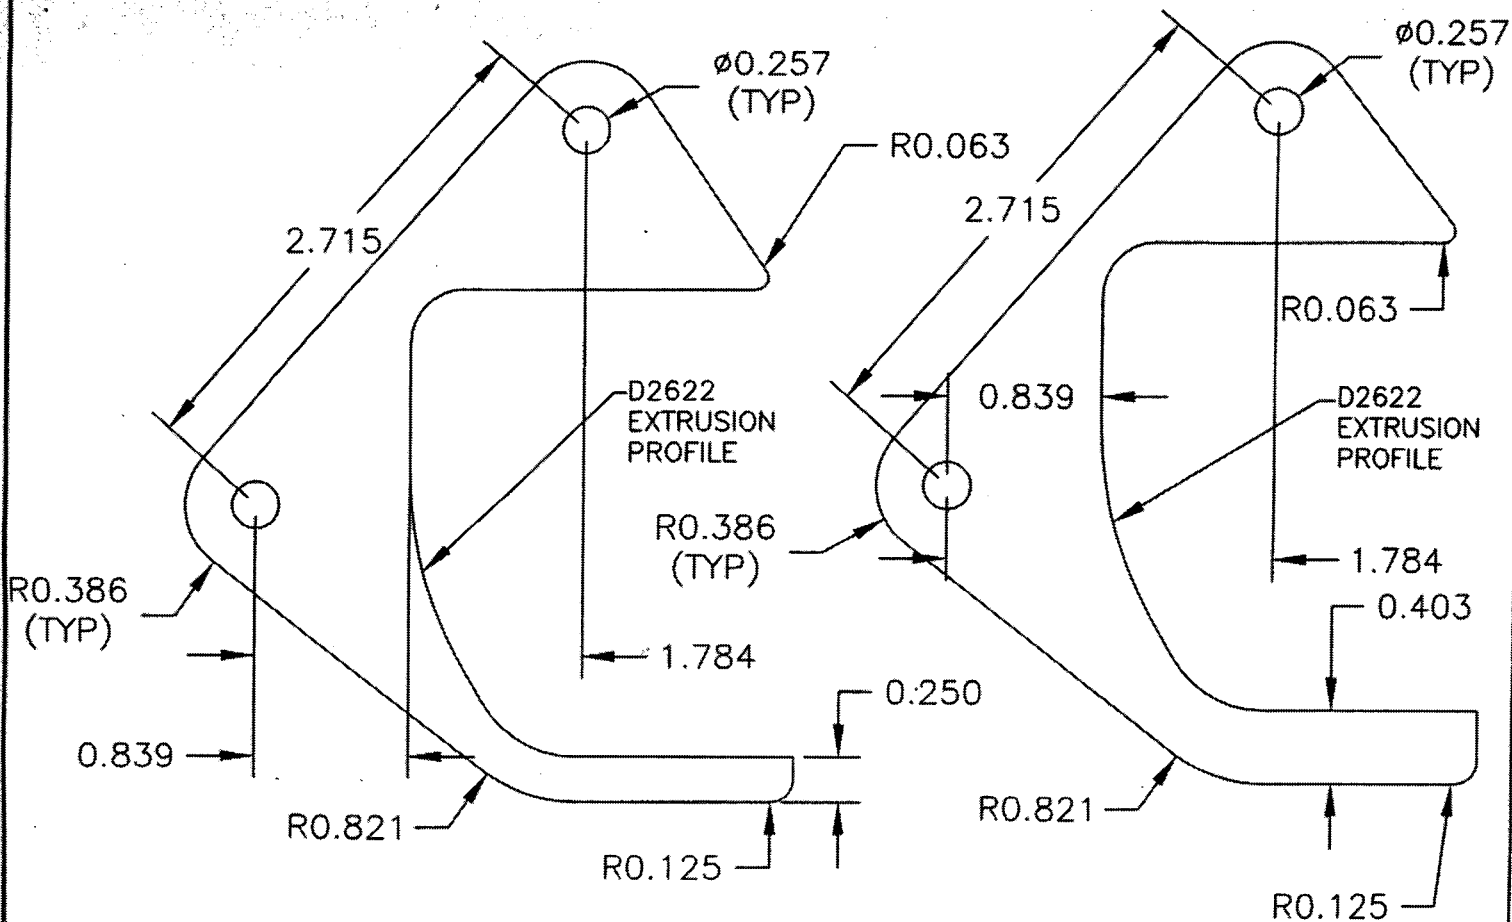 Ø0.257
(TYP)
R0.063
2.715
D2622
EXTRUSION
PROFILE
R0.386
(TYP)
1.784
0.250
0.839
R0.821
R0.125
Ø0.257
(TYP)
2.715
R0.063
0.839
D2622
EXTRUSION
PROFILE
R0.386
(TYP)
1.784
0.403
R0.821
R0.125